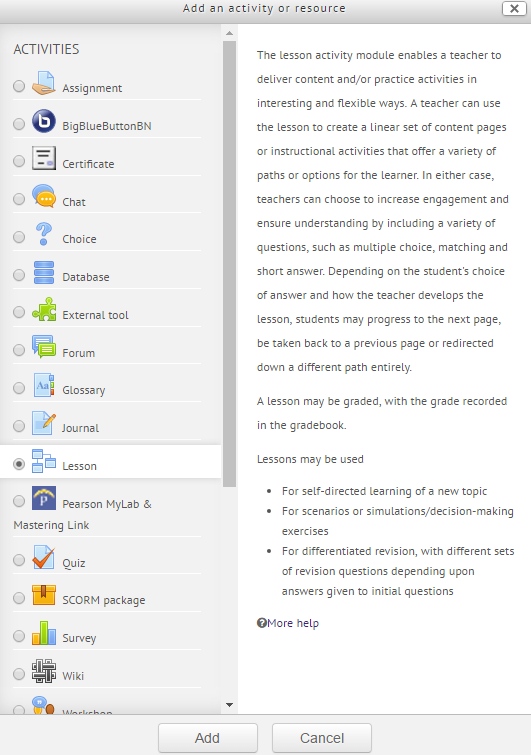 Add an activity or resource
ACTIVITIES
Assignment
BigBlueButtonBN
Certificate
Chat
Choice
Database
External tool
Forum
Glossary
Journal
Lesson
Pearson MyLab &
Mastering Link
Quiz
SCORM package
Survey
Wiki
Workshop
The lesson activity module enables a teacher to
deliver content and/or practice activities in
interesting and flexible ways. A teacher can use
the lesson to create a linear set of content pages
or instructional activities that offer a variety of
paths or options for the learner. In either case,
teachers can choose to increase engagement and
ensure understanding by including a variety of
questions, such as multiple choice, matching and
short answer. Depending on the student's choice
of answer and how the teacher develops the
lesson, students may progress to the next page,
be taken back to a previous page or redirected
down a different path entirely.
A lesson may be graded, with the grade recorded
in the gradebook.
Lessons may be used
• For self-directed learning of a new topic
• For scenarios or simulations/decision-making
exercises
• For differentiated revision, with different sets
of revision questions depending upon
answers given to initial questions
More help
Add
Cancel